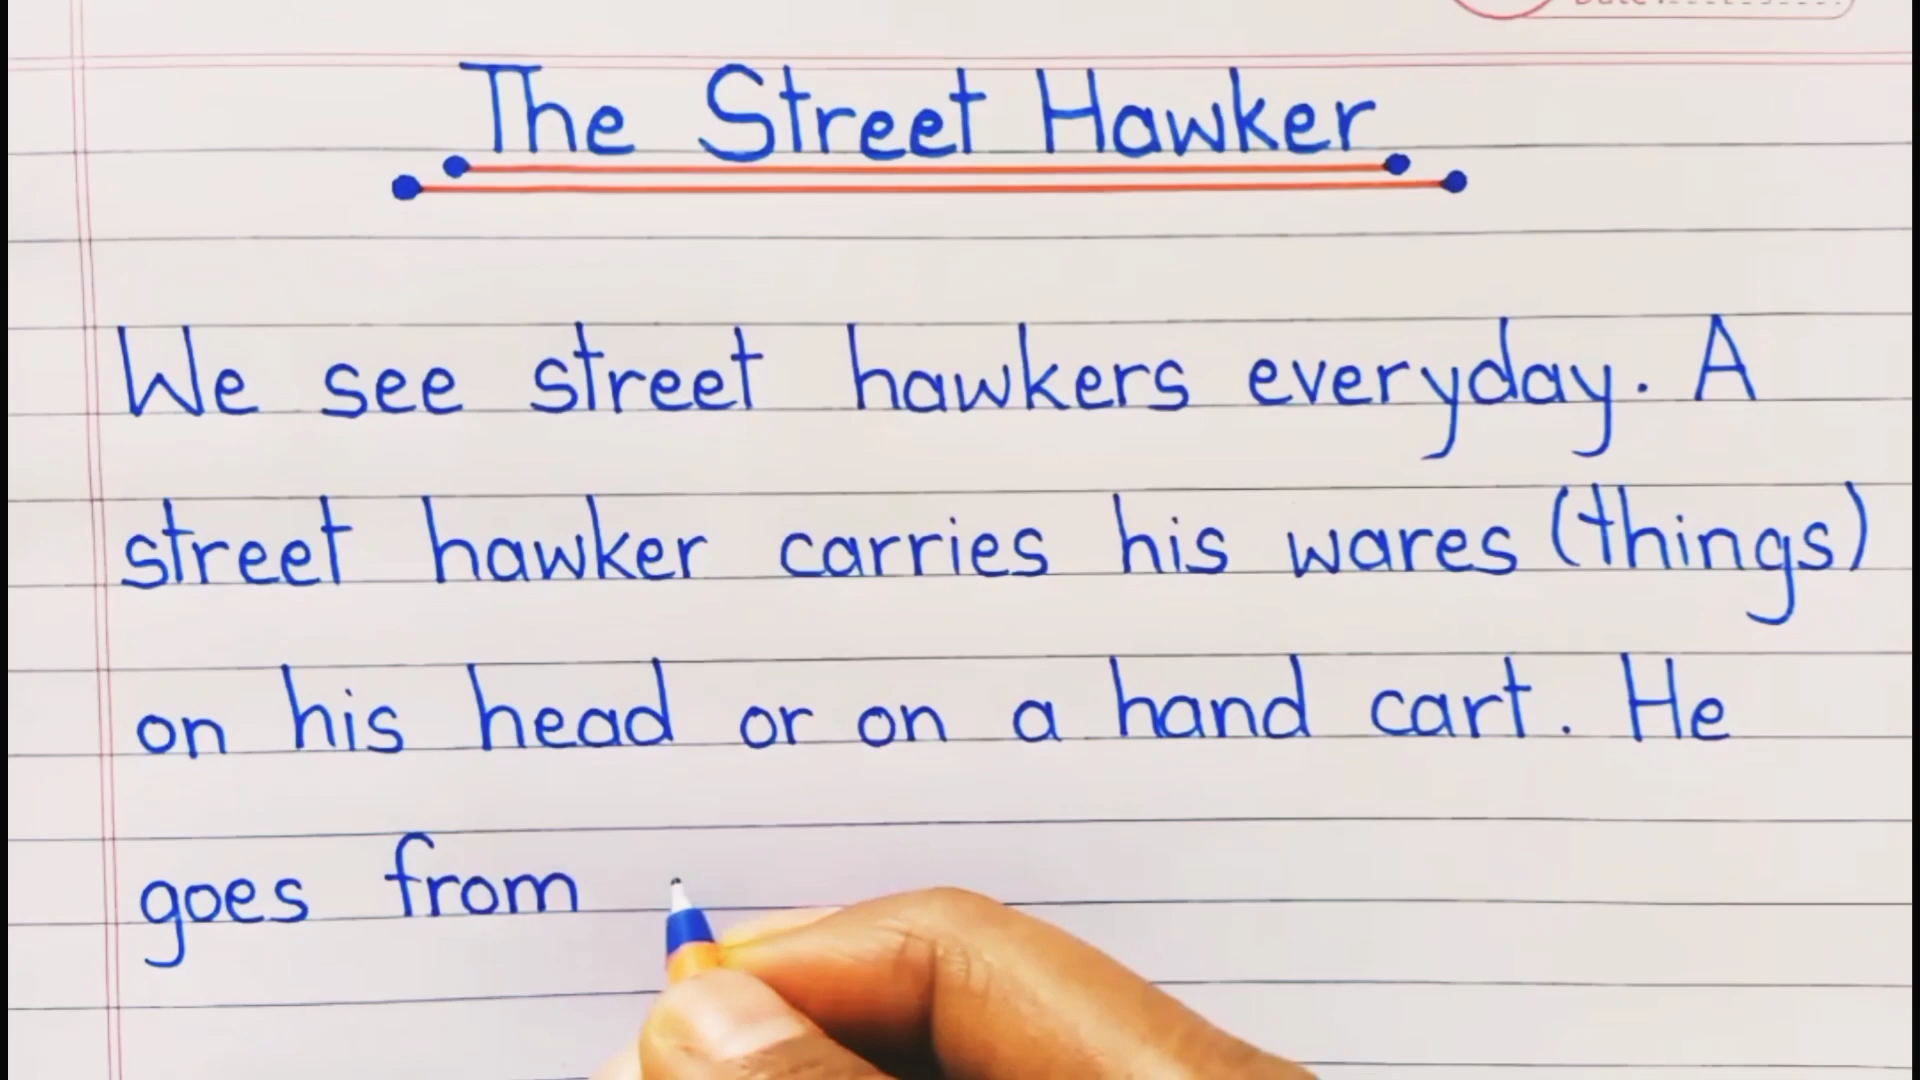 The Street Hawker
We see street hawkers everyday. A
street hawker carries his wares (things)
on his head or on a hand cart. He
goes from